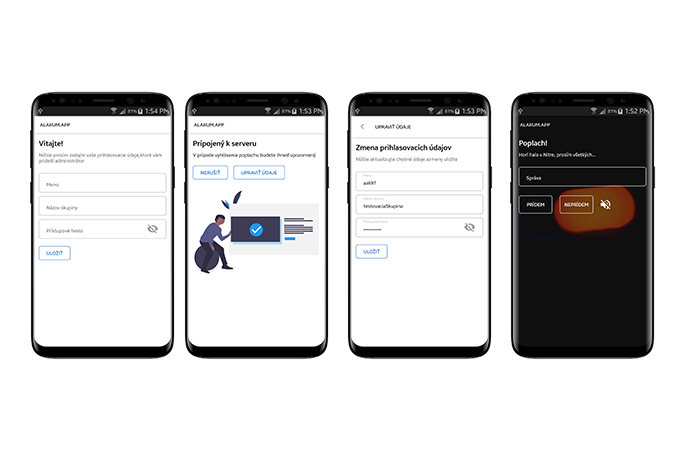 81% 1:54 PM
ALARUM.APP
Vitajte!
Nižšie prosím zadajte vaše prihlasovacie údaje,ktoré vám
pridelil administrátor
Meno
Názov skupiny
Prístupové heslo
ULOŽIŤ
81% 1:53 PM
ALARUM.APP
Pripojený k serveru
V prípade vyhlásenia poplachu budete ihneď upozornený
NERUŠIŤ
UPRAVIŤ ÚDAJE
81% 1:53 PM
UPRAVIŤ ÚDAJE
Zmena prihlasovacích údajov
Nižšie aktualizujte chybné údaje a zmeny uložte
Meno
Názov skupiny
testovaciaSkupina
Prístupové heslo
ULOŽIŤ
81% 1:52 PM
ALARUM.APP
Poplach!
Horí hala v Nitre, prosím všetkých...
Správa
PRÍDEM
NEPRÍDEM